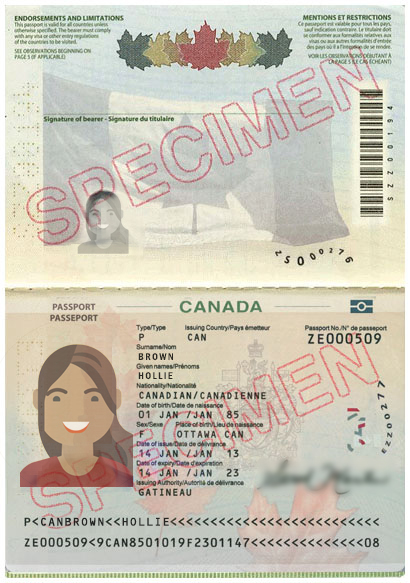 ENDORSEMENTS AND LIMITATIONS
This passport is valid for all countries unless
otherwise specified. The bearer must comply
with any visa or other entry regulations
of the countries to be visited.
SEE OBSERVATIONS BEGINNING ON
PAGE 5 (IF APPLICABLE)
MENTIONS ET RESTRICTIONS
Ce passeport est valable pour tous les pays,
sauf indication contraire. Le titulaire doit
se conformer aux formalités relatives aux
visas ou aux autres formalités d'entrée
des pays où il a l'intention de se rendre.
VOIR LES OBSERVATIONS DÉBUTANT À
LA PAGE 5 (LE CAS ÉCHÉANT)
Signature of bearer - Signature du titulaire
SPECIMEN
SZZ00194
PASSPORT
PASSEPORT
CANADA
Type/Type Issuing Country/Pays émetteur Passport No./N° de passeport
P CAN ZE000509
Surname/Nom
BROWN
Given names/Prénoms
HOLLIE
Nationality/Nationalité
CANADIAN/CANADIENNE
Date of birth/Date de naissance
01 JAN /JAN 85
Sex/Sexe Place of birth/Lieu de naissance
F OTTAWA CAN
Date of issue/Date de délivrance
14 JAN /JAN 13
Date of expiry/Date d'expiration
14 JAN /JAN 23
Issuing Authority/Autorité de délivrance
GATINEAU
SPECIMEN
P<CANBROWN<<HOLLIE<<<<<<<<<<<<<<<<<<<<<<<<<<
ZE000509<9CAN8501019F2301147<<<<<<<<<<<<<<08